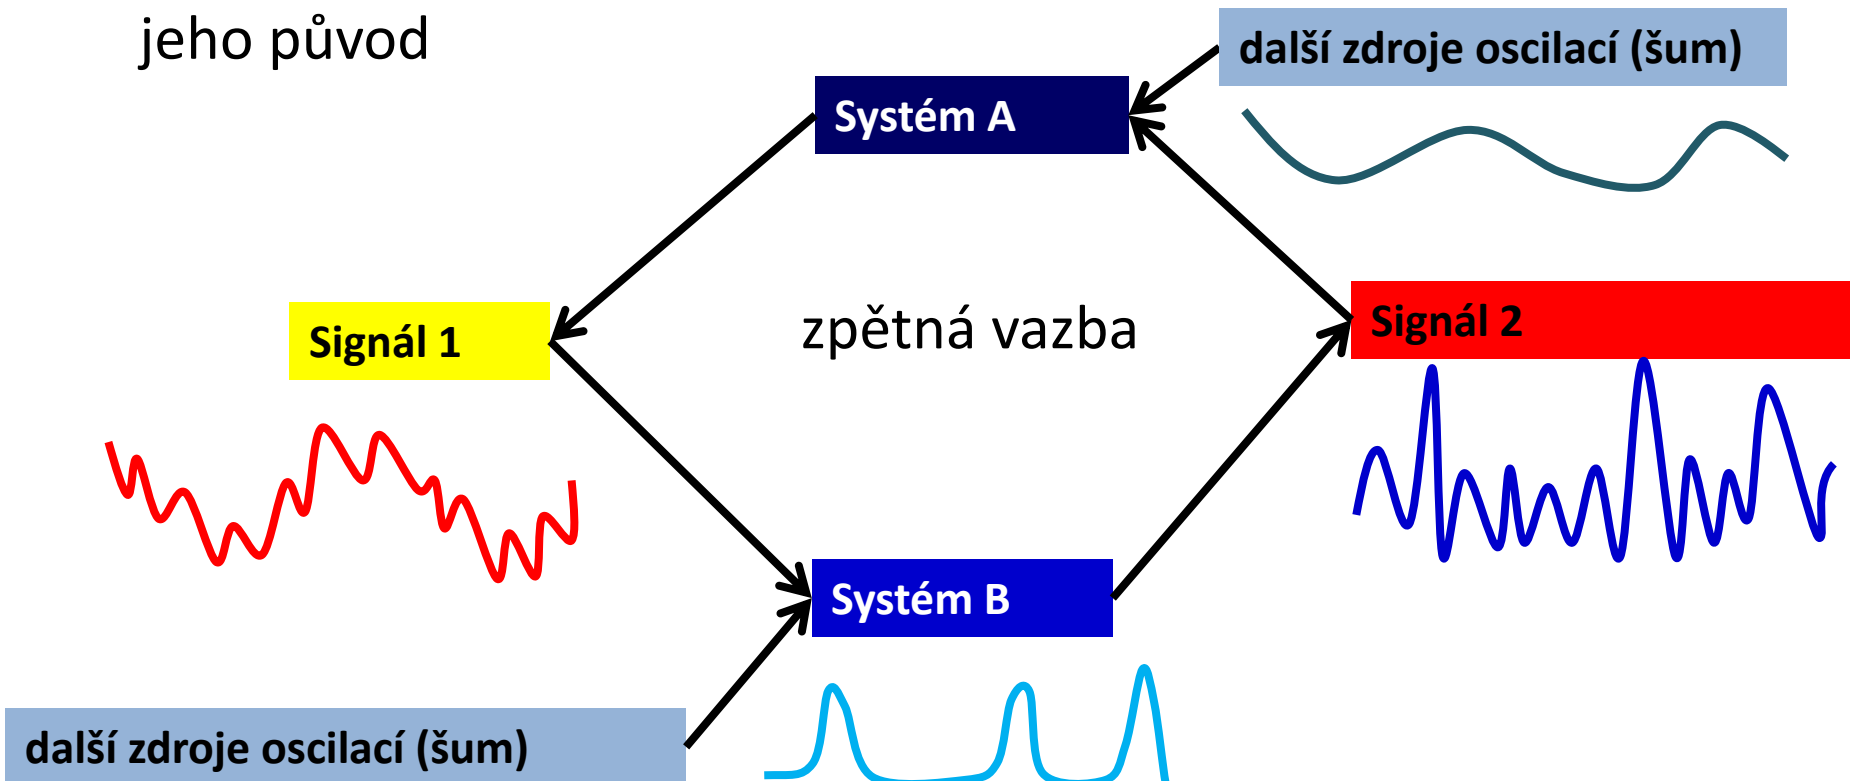 jeho původ
další zdroje oscilací (šum)
Systém A
Signál 1
zpětná vazba
Signál 2
Systém B
další zdroje oscilací (šum)